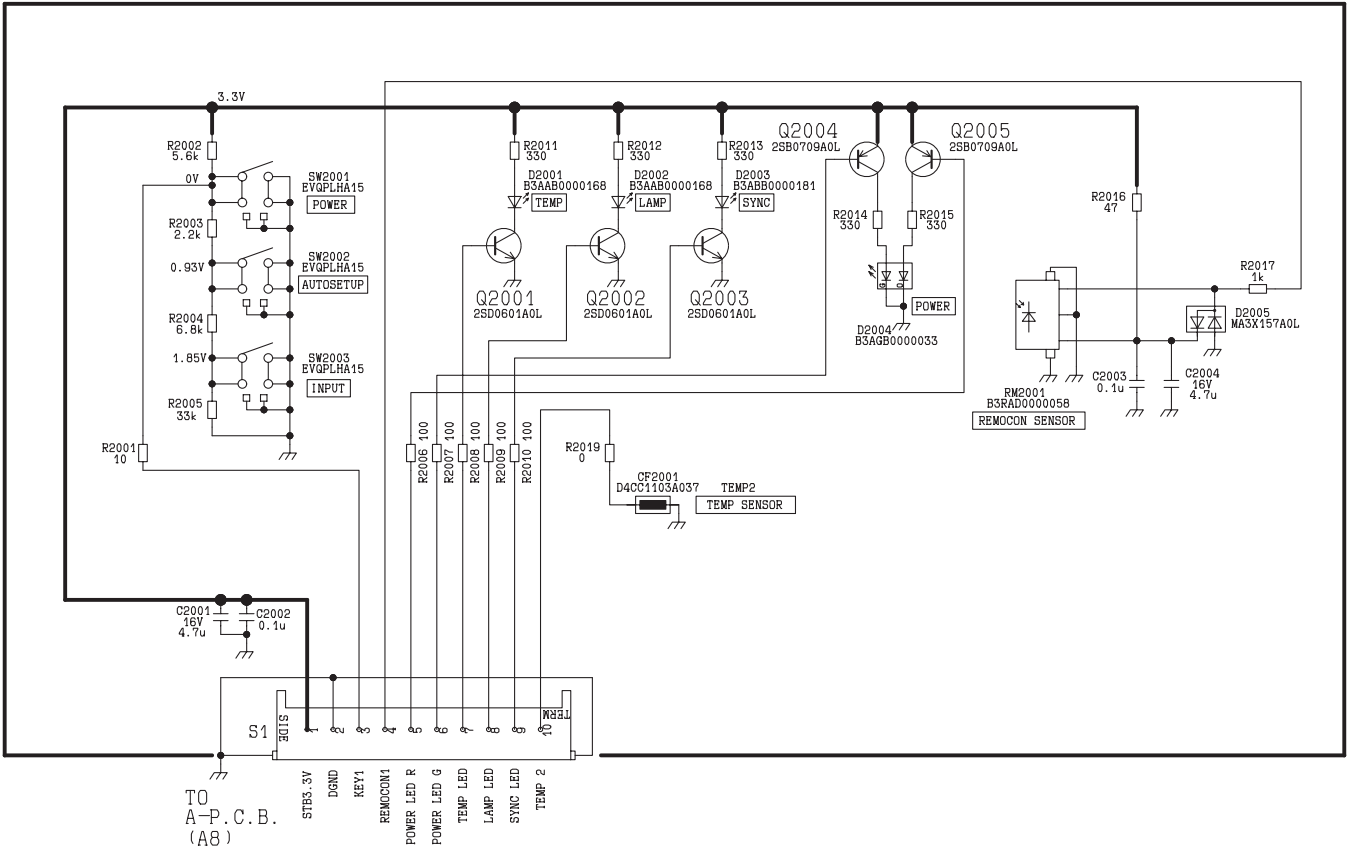 3.3V
R2002
5.6k
0V
SW2001
EVQPLHA15
POWER
R2003
2.2k
0.93V
SW2002
EVQPLHA15
AUTOSETUP
R2004
6.8k
1.85V
SW2003
EVQPLHA15
INPUT
R2005
33k
R2001
10
R2011
330
D2001
B3AAB0000168
TEMP
Q2001
2SD0601A0L
R2012
330
D2002
B3AAB0000168
LAMP
Q2002
2SD0601A0L
R2013
330
D2003
B3ABB0000181
SYNC
Q2003
2SD0601A0L
Q2004
2SB0709A0L
Q2005
2SB0709A0L
R2014
330
R2015
330
G
O
POWER
D2004
B3AGB0000033
R2016
47
R2017
1k
D2005
MA3X157A0L
C2003
0.1u
C2004
16V
4.7u
RM2001
B3RAD0000058
REMOCON SENSOR
R2006 100
R2007 100
R2008 100
R2009 100
R2010 100
R2019
0
CF2001
D4CC1103A037
TEMP2
TEMP SENSOR
C2001
16V
4.7u
C2002
0.1u
S1
SIDE
TERM
1
2
3
4
5
6
7
8
9
10
STB3.3V
DGND
KEY1
REMOCON1
POWER LED R
POWER LED G
TEMP LED
LAMP LED
SYNC LED
TEMP 2
TO
A-P.C.B.
(A8)